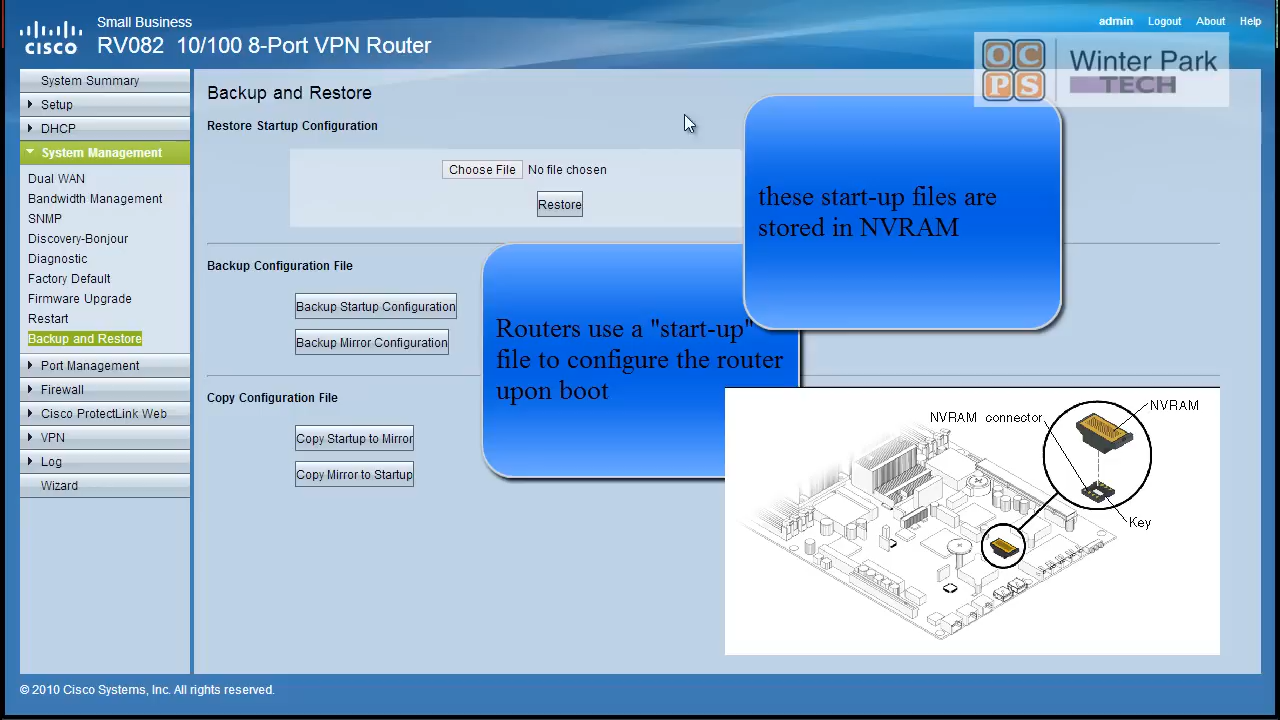 Small Business
CISCO RV082 10/100 8-Port VPN Router
admin Logout About Help
OCPS Winter Park TECH
System Summary
Setup
DHCP
System Management
Dual WAN
Bandwidth Management
SNMP
Discovery-Bonjour
Diagnostic
Factory Default
Firmware Upgrade
Restart
Backup and Restore
Port Management
Firewall
Cisco ProtectLink Web
VPN
Log
Wizard
Backup and Restore
Restore Startup Configuration
Choose File No file chosen
Restore
Backup Configuration File
Backup Startup Configuration
Backup Mirror Configuration
Copy Configuration File
Copy Startup to Mirror
Copy Mirror to Startup
these start-up files are
stored in NVRAM
Routers use a "start-up"
file to configure the router
upon boot
NVRAM connector
NVRAM
Key
© 2010 Cisco Systems, Inc. All rights reserved.